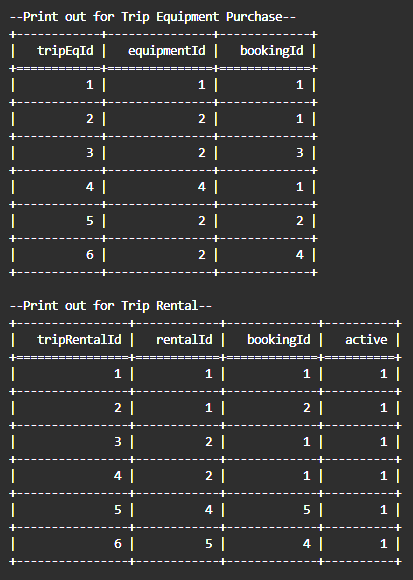 --Print out for Trip Equipment Purchase--
+------------+---------------+-------------+
|   tripEqId |   equipmentId |   bookingId |
+============+===============+=============+
|          1 |             1 |           1 |
+------------+---------------+-------------+
|          2 |             2 |           1 |
+------------+---------------+-------------+
|          3 |             2 |           3 |
+------------+---------------+-------------+
|          4 |             4 |           1 |
+------------+---------------+-------------+
|          5 |             2 |           2 |
+------------+---------------+-------------+
|          6 |             2 |           4 |
+------------+---------------+-------------+
--Print out for Trip Rental--
+----------------+------------+-------------+----------+
|   tripRentalId |   rentalId |   bookingId |   active |
+================+============+=============+==========+
|              1 |          1 |           1 |        1 |
+----------------+------------+-------------+----------+
|              2 |          1 |           2 |        1 |
+----------------+------------+-------------+----------+
|              3 |          2 |           1 |        1 |
+----------------+------------+-------------+----------+
|              4 |          2 |           1 |        1 |
+----------------+------------+-------------+----------+
|              5 |          4 |           5 |        1 |
+----------------+------------+-------------+----------+
|              6 |          5 |           4 |        1 |
+----------------+------------+-------------+----------+